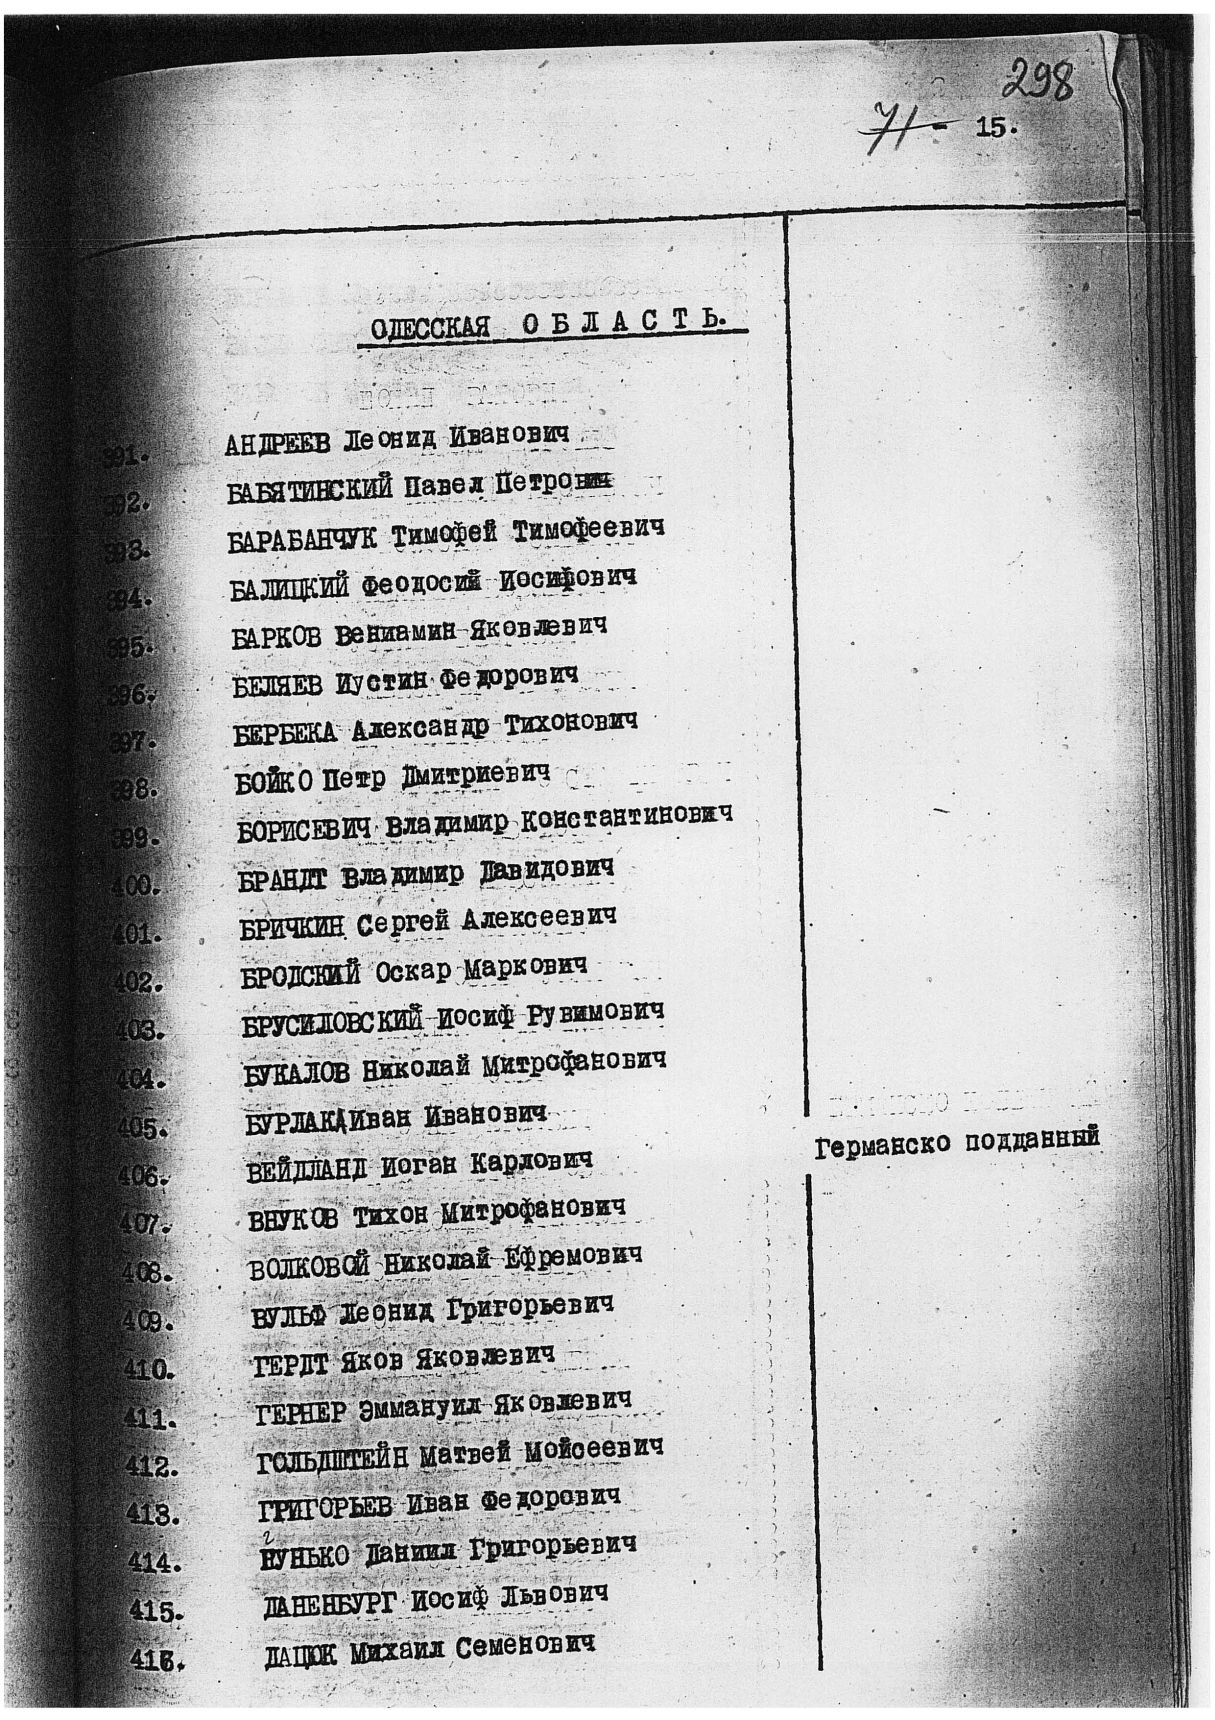 298
71 - 15.
ОДЕССКАЯ ОБЛАСТЬ.
391. АНДРЕЕВ Леонид Иванович
392. БАБЯТИНСКИЙ Павел Петрович
393. БАРАБАНЧУК Тимофей Тимофеевич
394. БАЛИЦКИЙ Феодосий Иосифович
395. БАРКОВ Вениамин Яковлевич
396. БЕЛЯЕВ Иустин Федорович
397. БЕРБЕКА Александр Тихонович
398. БОЙКО Петр Дмитриевич
399. БОРИСЕВИЧ Владимир Константинович
400. БРАНДТ Владимир Давидович
401. БРИЧКИН Сергей Алексеевич
402. БРОДСКИЙ Оскар Маркович
403. БРУСИЛОВСКИЙ Иосиф Рувимович
404. БУКАЛОВ Николай Митрофанович
405. БУРЛАКА Иван Иванович
406. ВЕЙДЛАНД Иоган Карлович Германско подданный
407. ВНУКОВ Тихон Митрофанович
408. ВОЛКОВОЙ Николай Ефремович
409. ВУЛЬФ Леонид Григорьевич
410. ГЕРДТ Яков Яковлевич
411. ГЕРНЕР Эммануил Яковлевич
412. ГОЛЬДШТЕЙН Матвей Мойсеевич
413. ГРИГОРЬЕВ Иван Федорович
414. ГУНЬКО Даниил Григорьевич
415. ДАНЕНБУРГ Иосиф Львович
416. ДАЦЮК Михаил Семенович